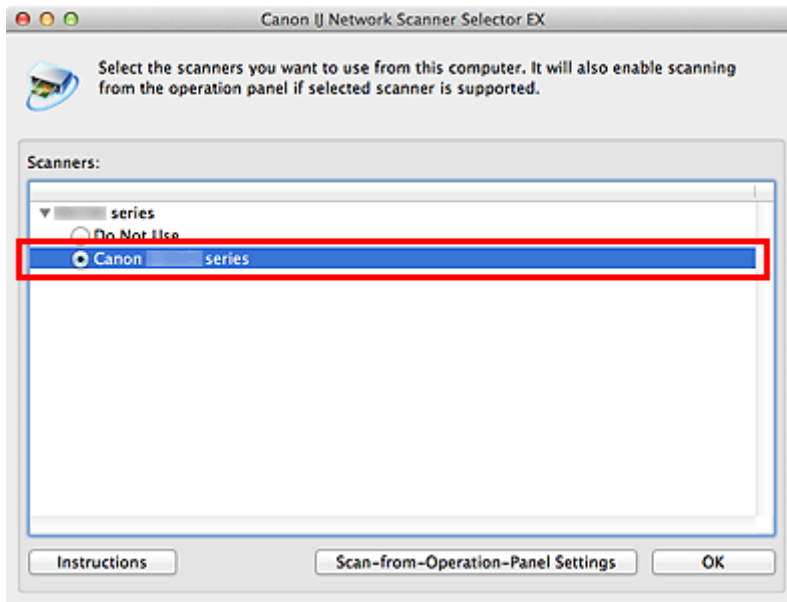 Canon IJ Network Scanner Selector EX
Select the scanners you want to use from this computer. It will also enable scanning
from the operation panel if selected scanner is supported.
Scanners:
series
Do Not Use
Canon series
Instructions
Scan-from-Operation-Panel Settings
OK